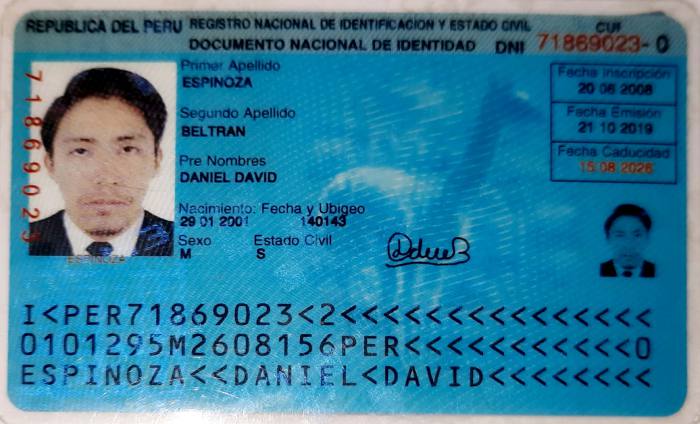 REPUBLICA DEL PERU REGISTRO NACIONAL DE IDENTIFICACION Y ESTADO CIVIL
DOCUMENTO NACIONAL DE IDENTIDAD DNI
CUI
71869023-0
71869023
Primer Apellido
ESPINOZA
Segundo Apellido
BELTRAN
Pre Nombres
DANIEL DAVID
Nacimiento: Fecha y Ubigeo
29 01 2001 140143
Sexo Estado Civil
M S
Fecha Inscripción
20 06 2008
Fecha Emisión
21 10 2019
Fecha Caducidad
15 08 2026
ESPINOZA
I<PER71869023<2<<<<<<<<<<<<<<<<
0101295M2608156PER<<<<<<<<<<<0
ESPINOZA<<DANIEL<DAVID<<<<<<<<